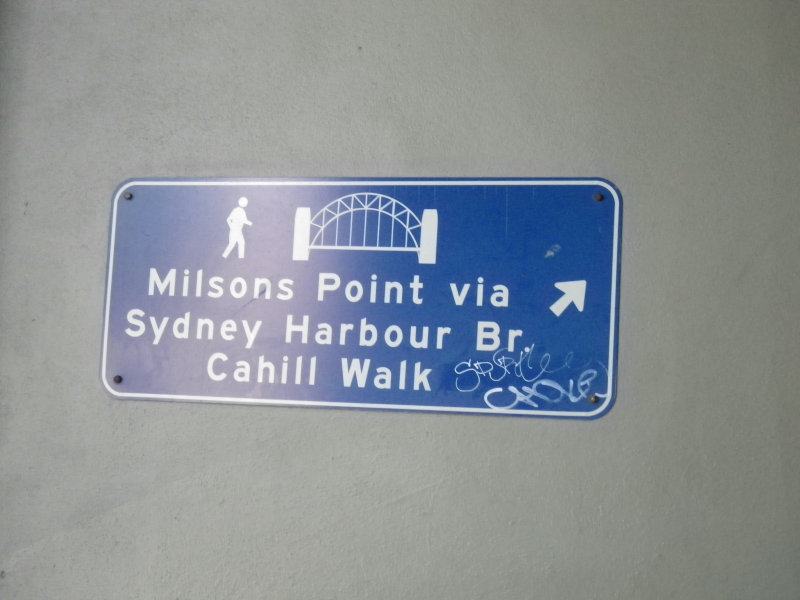 Milsons Point via
Sydney Harbour Br.
Cahill Walk